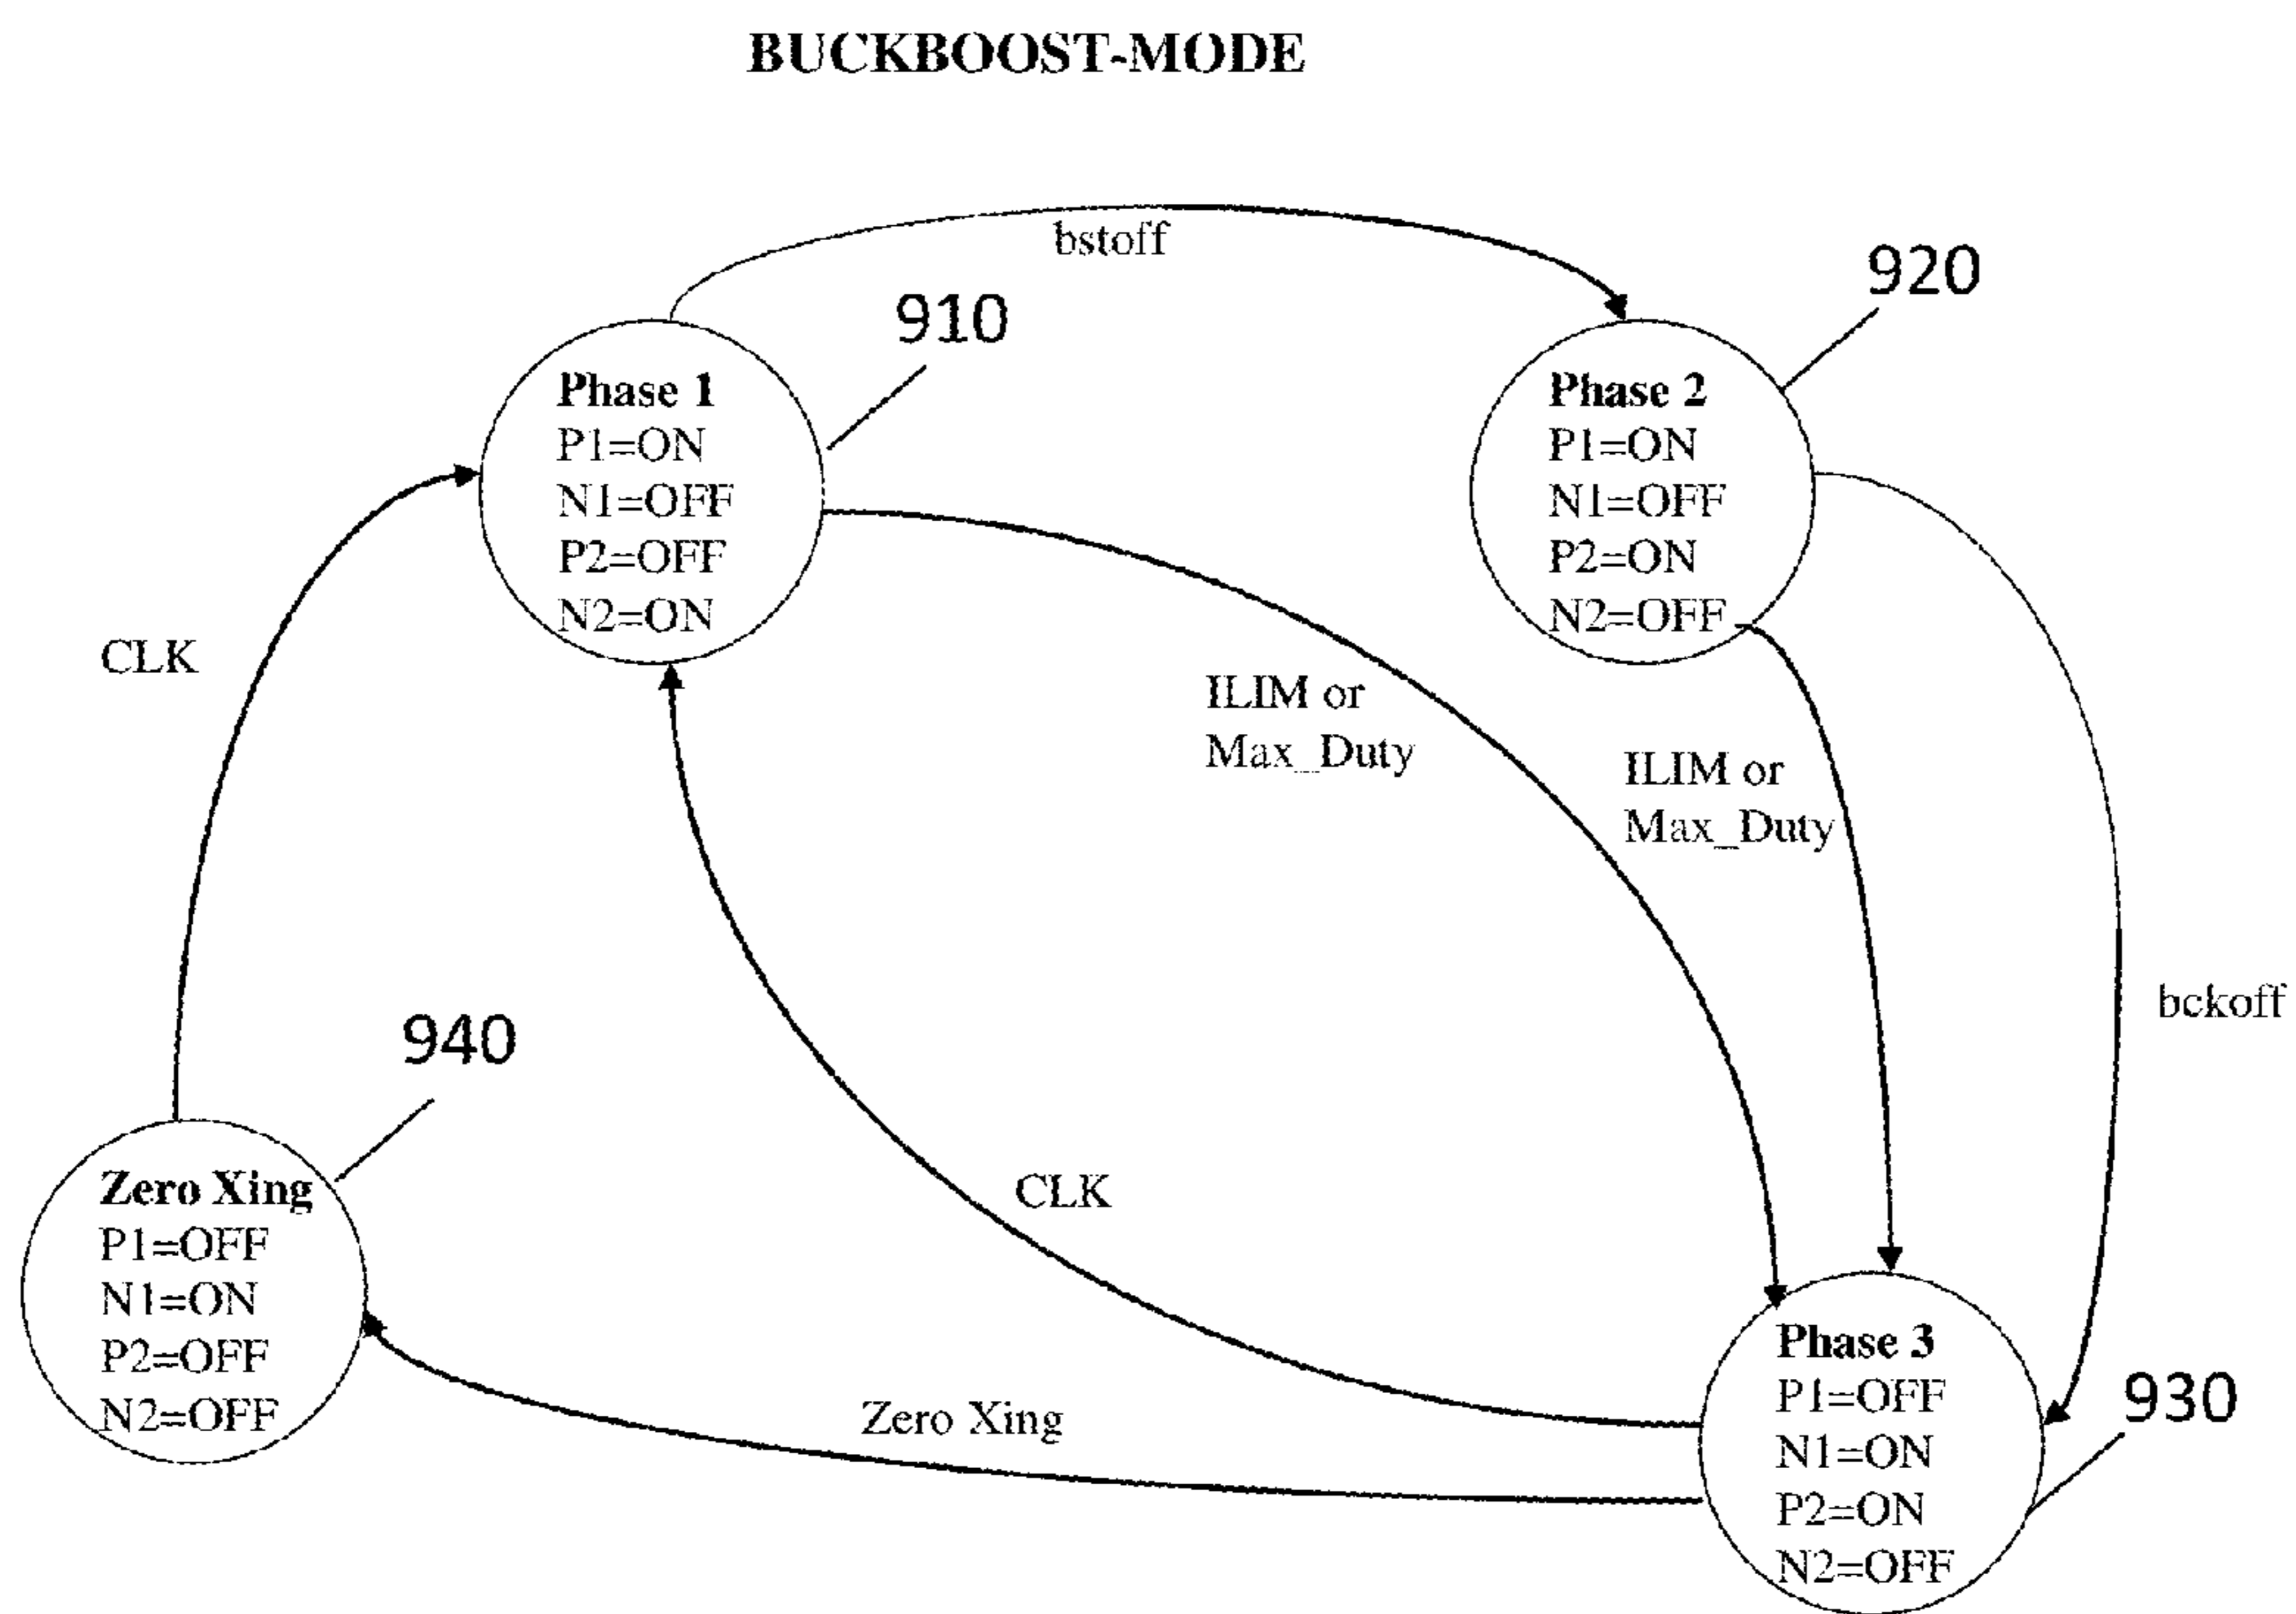 BUCKBOOST-MODE
bstoff
910
920
Phase 1
P1=ON
N1=OFF
P2=OFF
N2=ON
Phase 2
P1=ON
N1=OFF
P2=ON
N2=OFF
CLK
ILIM or
Max_Duty
ILIM or
Max_Duty
bckoff
940
Zero Xing
P1=OFF
N1=ON
P2=OFF
N2=OFF
CLK
Zero Xing
Phase 3
P1=OFF
N1=ON
P2=ON
N2=OFF
930